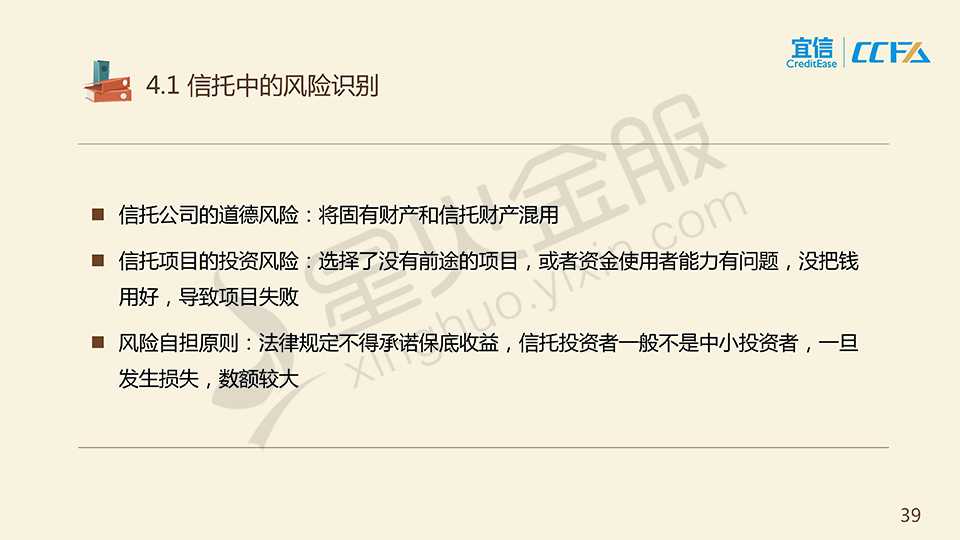 宜信
CreditEase
CCFA
4.1 信托中的风险识别
星火金服
xinghuo.yixin.com
■ 信托公司的道德风险：将固有财产和信托财产混用
■ 信托项目的投资风险：选择了没有前途的项目，或者资金使用者能力有问题，没把钱
用好，导致项目失败
■ 风险自担原则：法律规定不得承诺保底收益，信托投资者一般不是中小投资者，一旦
发生损失，数额较大
39